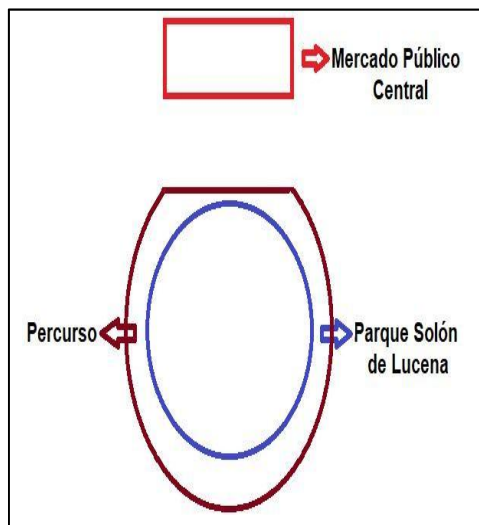 Mercado Público
Central
Percurso
Parque Solón
de Lucena